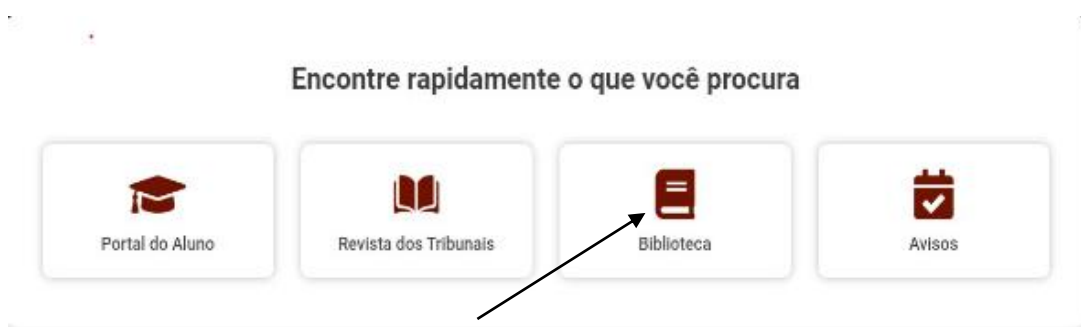 Encontre rapidamente o que você procura
Portal do Aluno
Revista dos Tribunais
Biblioteca
Avisos